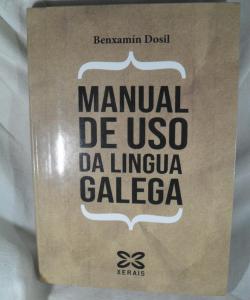 Benxamín Dosil
MANUAL
DE USO
DA LINGUA
GALEGA
XERAIS